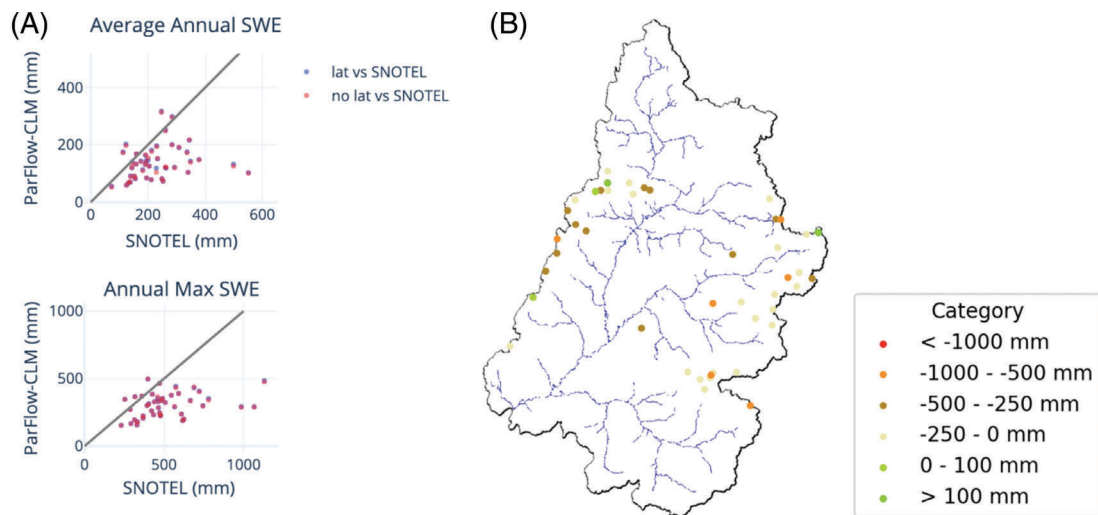 (A)
Average Annual SWE
ParFlow-CLM (mm)
400
200
0
0 200 400 600
SNOTEL (mm)
lat vs SNOTEL
no lat vs SNOTEL
Annual Max SWE
ParFlow-CLM (mm)
1000
500
0
0 500 1000
SNOTEL (mm)
(B)
Category
< -1000 mm
-1000 - -500 mm
-500 - -250 mm
-250 - 0 mm
0 - 100 mm
> 100 mm